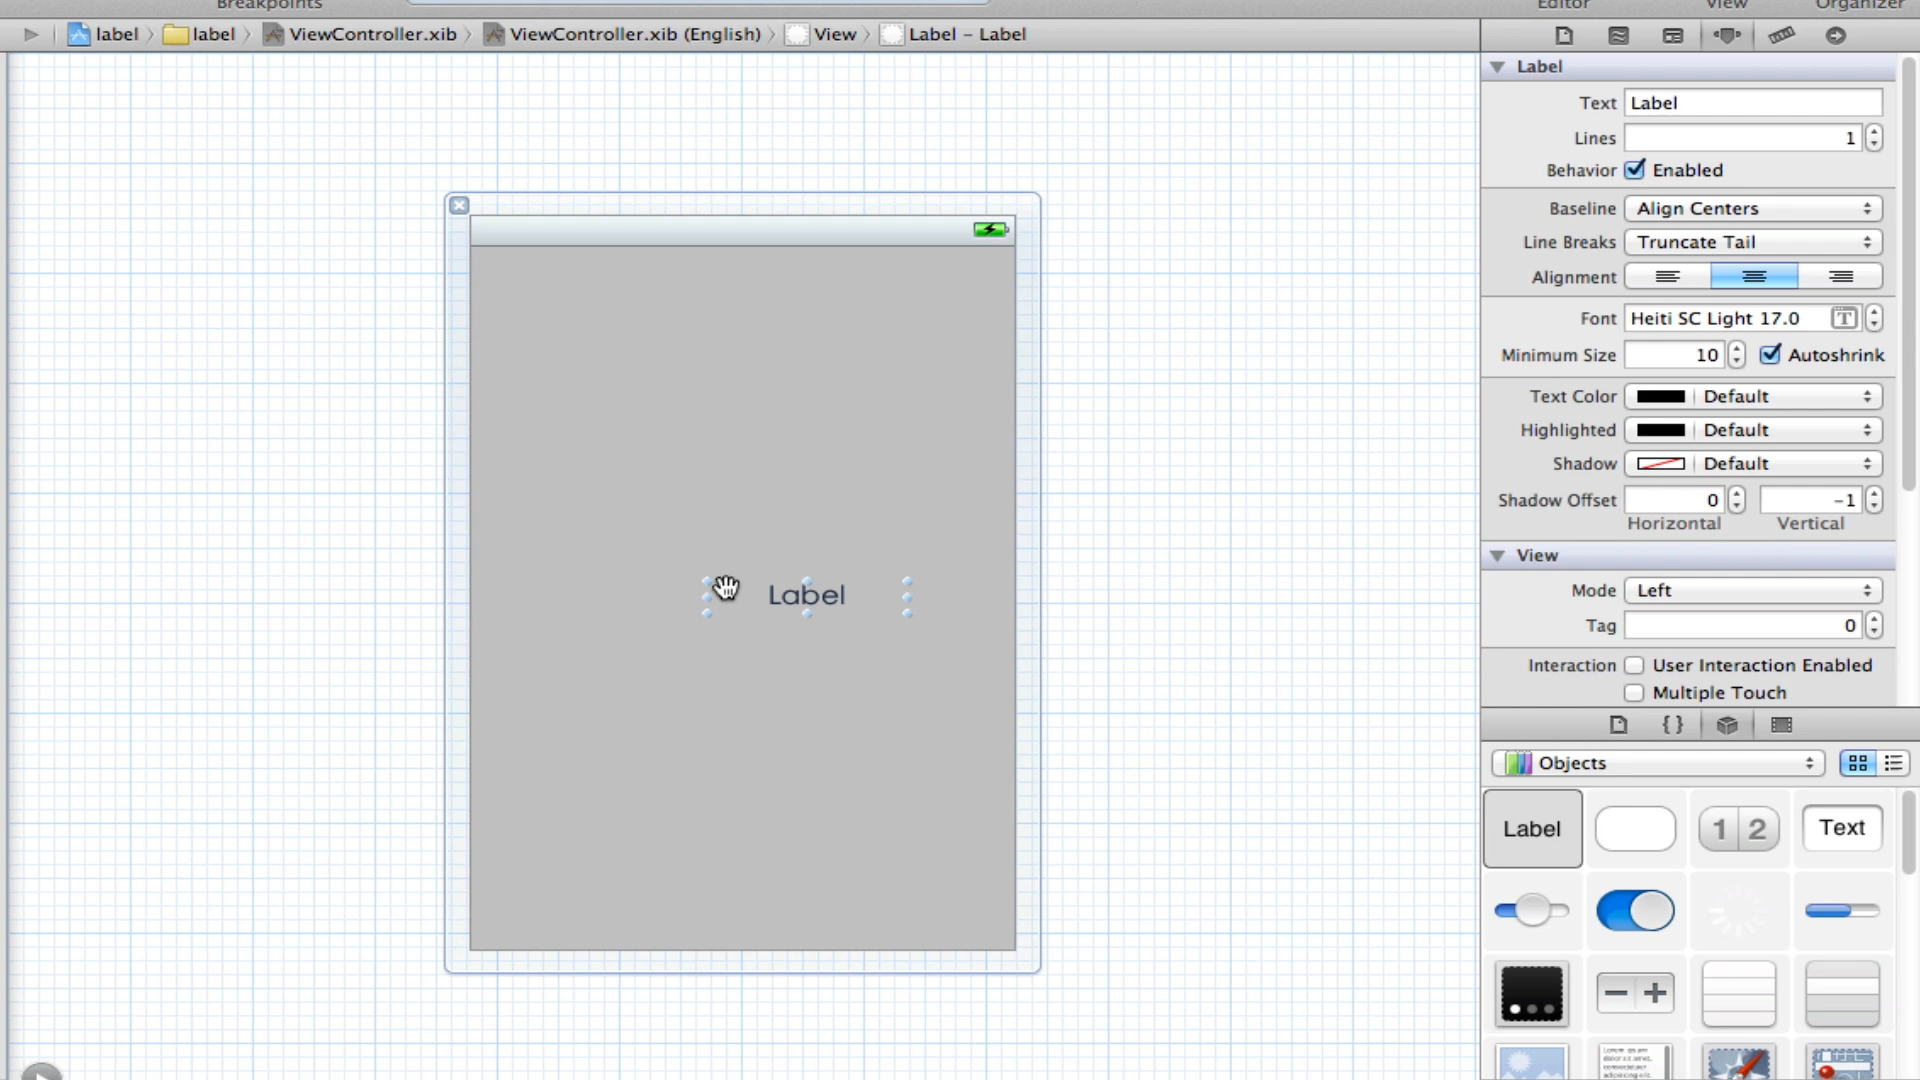 Breakpoints
Editor View Organizer
label label ViewController.xib ViewController.xib (English) View Label – Label
Label
Text Label
Lines 1
Behavior Enabled
Baseline Align Centers
Line Breaks Truncate Tail
Alignment
Font Heiti SC Light 17.0 T
Minimum Size 10 Autoshrink
Text Color Default
Highlighted Default
Shadow Default
Shadow Offset 0 -1
Horizontal Vertical
View
Mode Left
Tag 0
Interaction User Interaction Enabled
Multiple Touch
Label
{ }
Objects
Label 1 2 Text